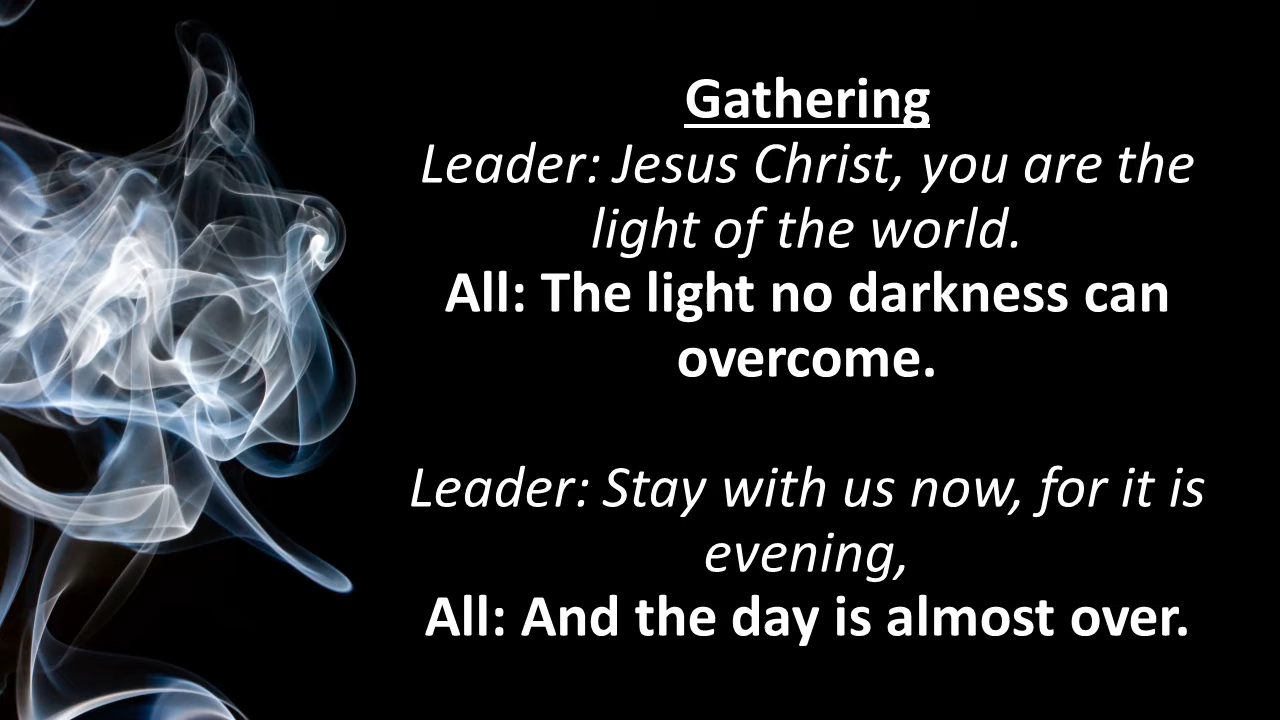 Gathering
Leader: Jesus Christ, you are the
light of the world.
All: The light no darkness can
overcome.
Leader: Stay with us now, for it is
evening,
All: And the day is almost over.